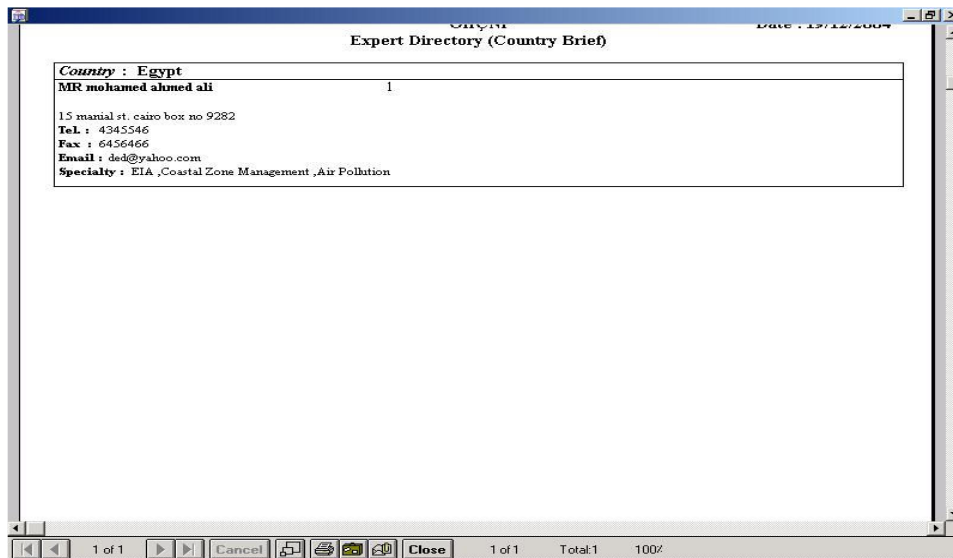 Expert Directory (Country Brief)
Country : Egypt
MR mohamed ahmed ali 1
15 manial st. cairo box no 9282
Tel. : 4345546
Fax : 6456466
Email : ded@yahoo.com
Specialty : EIA ,Coastal Zone Management ,Air Pollution
1 of 1 Cancel Close 1 of 1 Total:1 100%